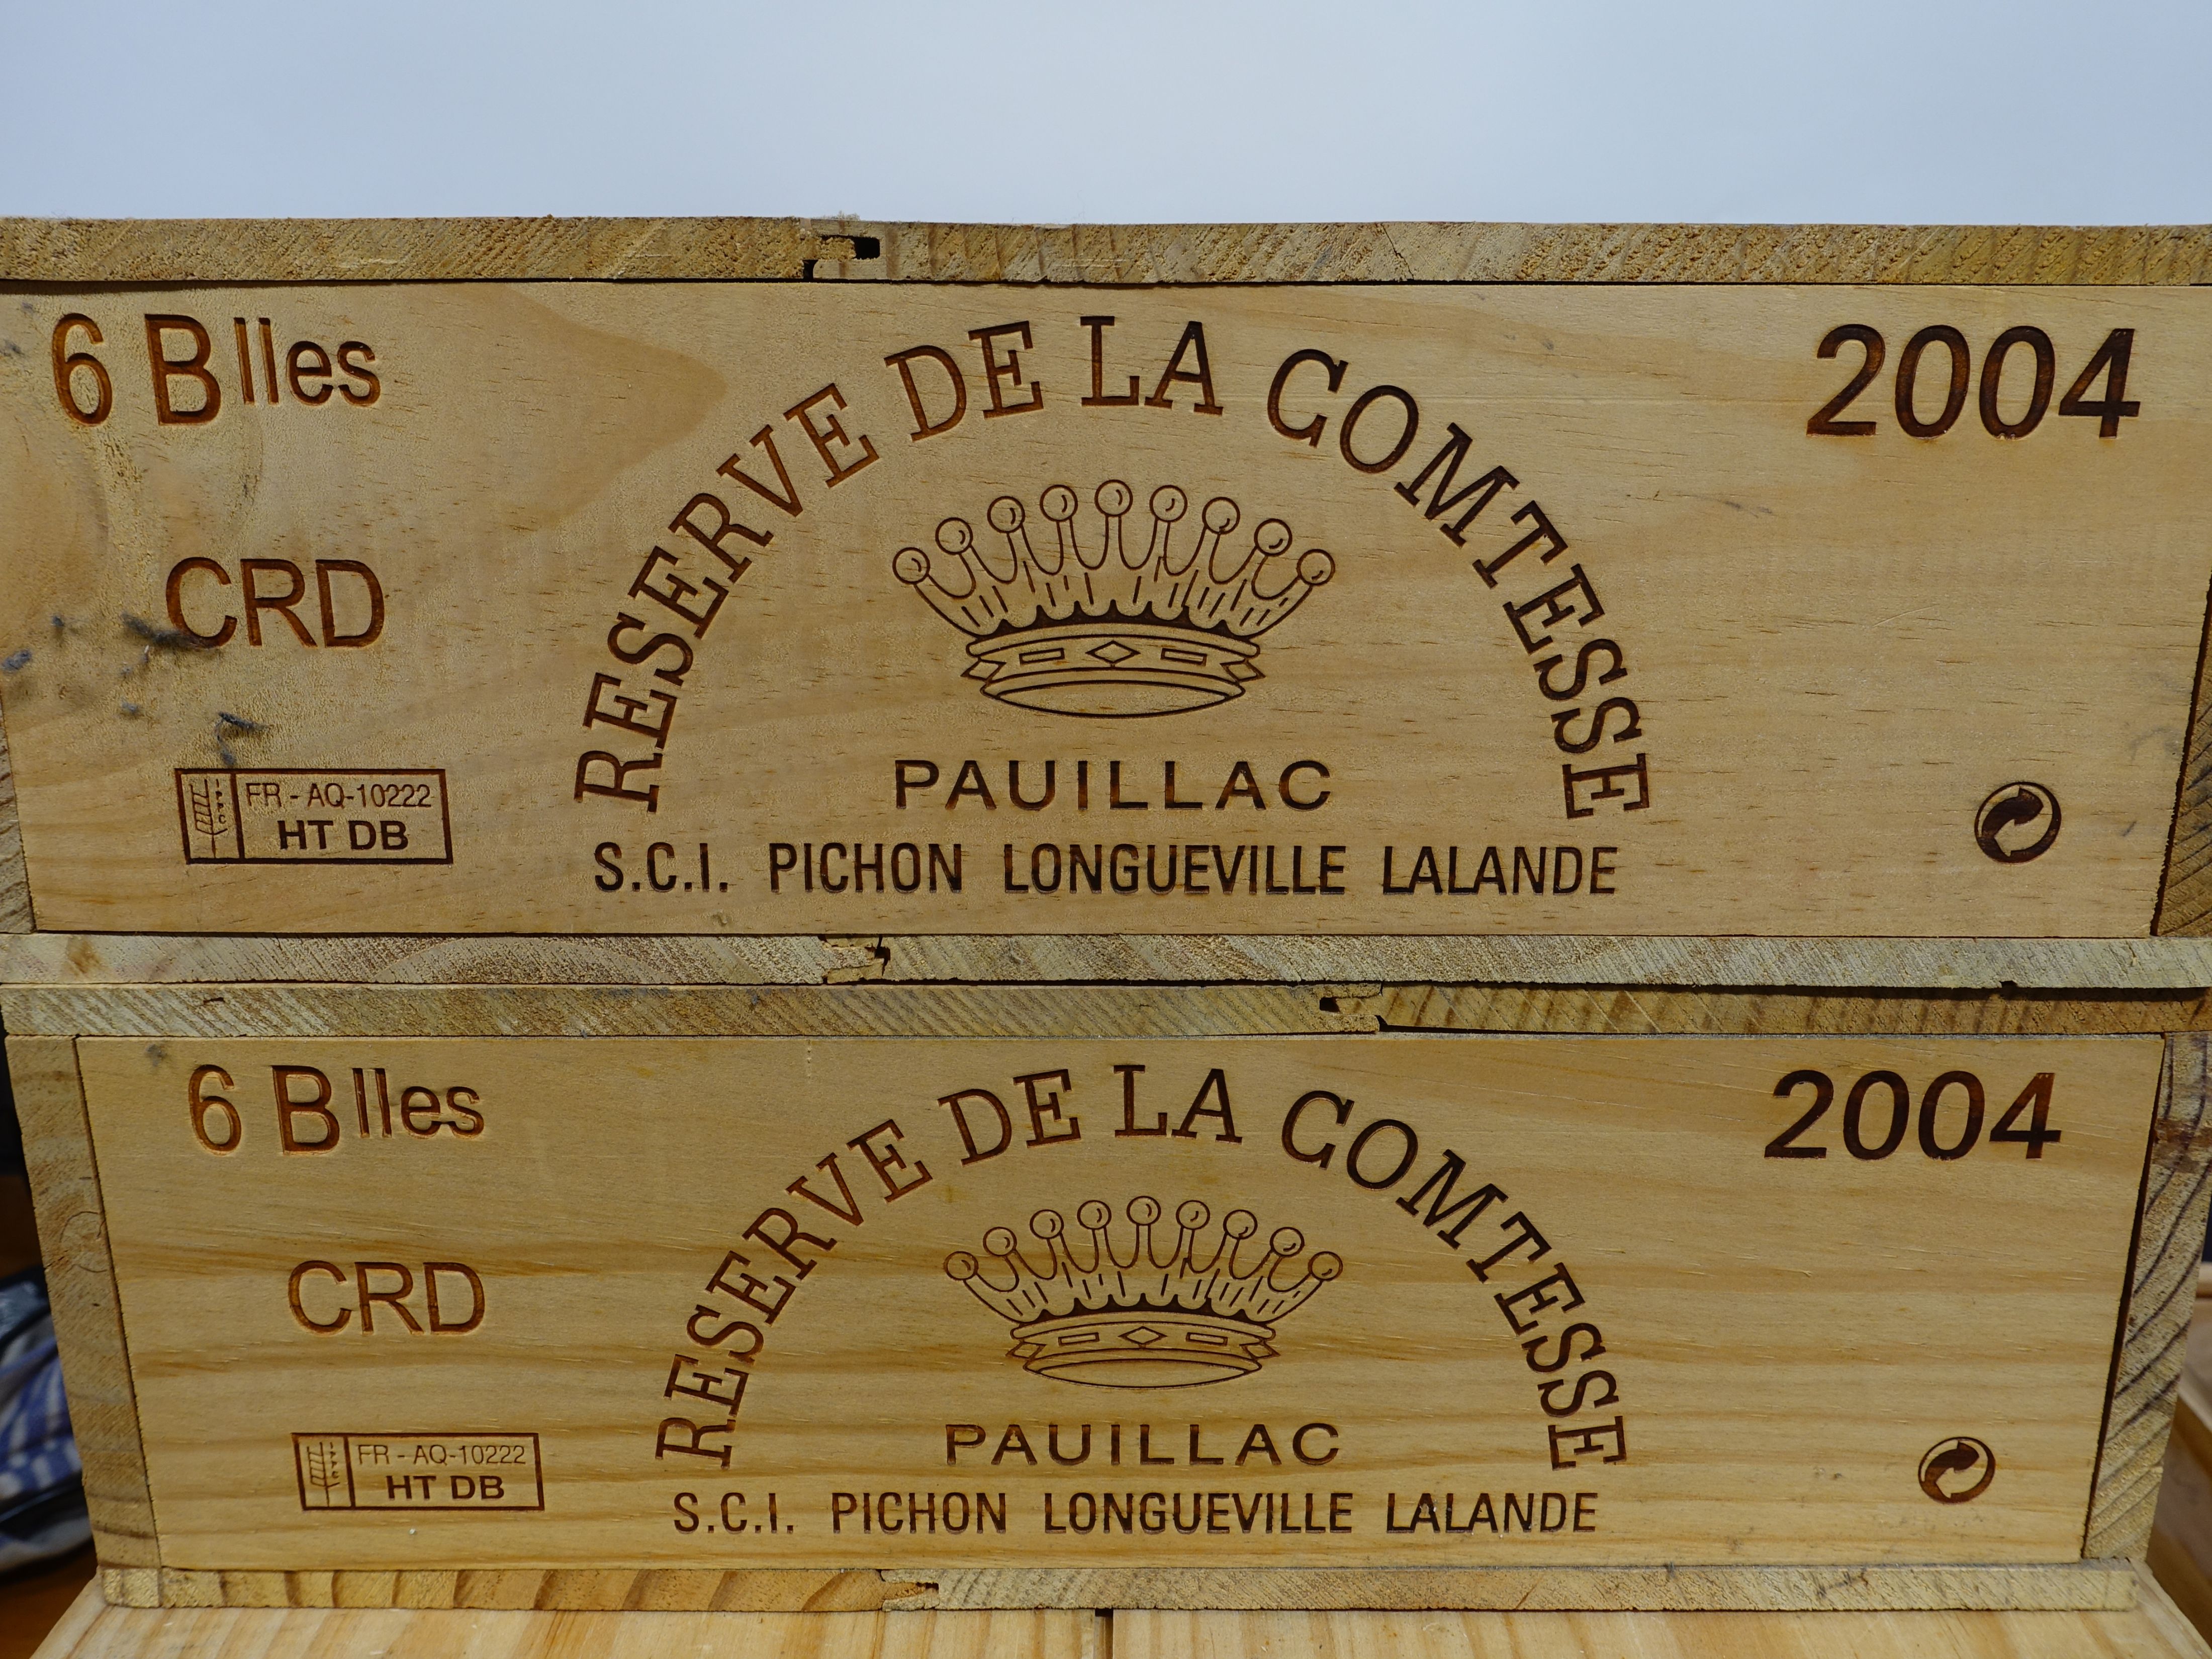 6 Blles
RESERVE DE LA COMTESSE
2004
CRD
PAUILLAC
FR - AQ-10222
HT DB
S.C.I. PICHON LONGUEVILLE LALANDE
6 Blles
RESERVE DE LA COMTESSE
2004
CRD
PAUILLAC
FR - AQ-10222
HT DB
S.C.I. PICHON LONGUEVILLE LALANDE